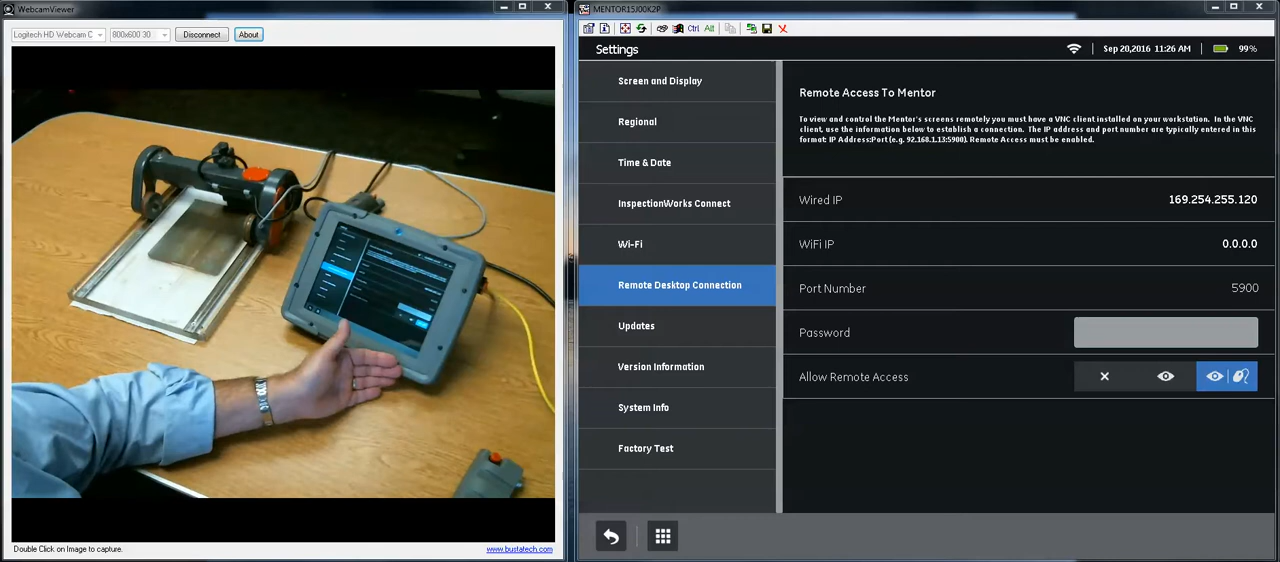 WebcamViewer
Logitech HD Webcam C
800x600 30
Disconnect
About
Double Click on Image to capture.
www.bustatech.com
MENTOR15J00K2P
Ctrl
Alt
Settings
Sep 20,2016 11:26 AM
99%
Screen and Display
Regional
Time & Date
InspectionWorks Connect
Wi-Fi
Remote Desktop Connection
Updates
Version Information
System Info
Factory Test
Remote Access To Mentor
To view and control the Mentor's screens remotely you must have a VNC client installed on your workstation. In the VNC
client, use the information below to establish a connection. The IP address and port number are typically entered in this
format: IP Address:Port (e.g. 92.168.1.13:5900). Remote Access must be enabled.
Wired IP 169.254.255.120
WiFi IP 0.0.0.0
Port Number 5900
Password
Allow Remote Access